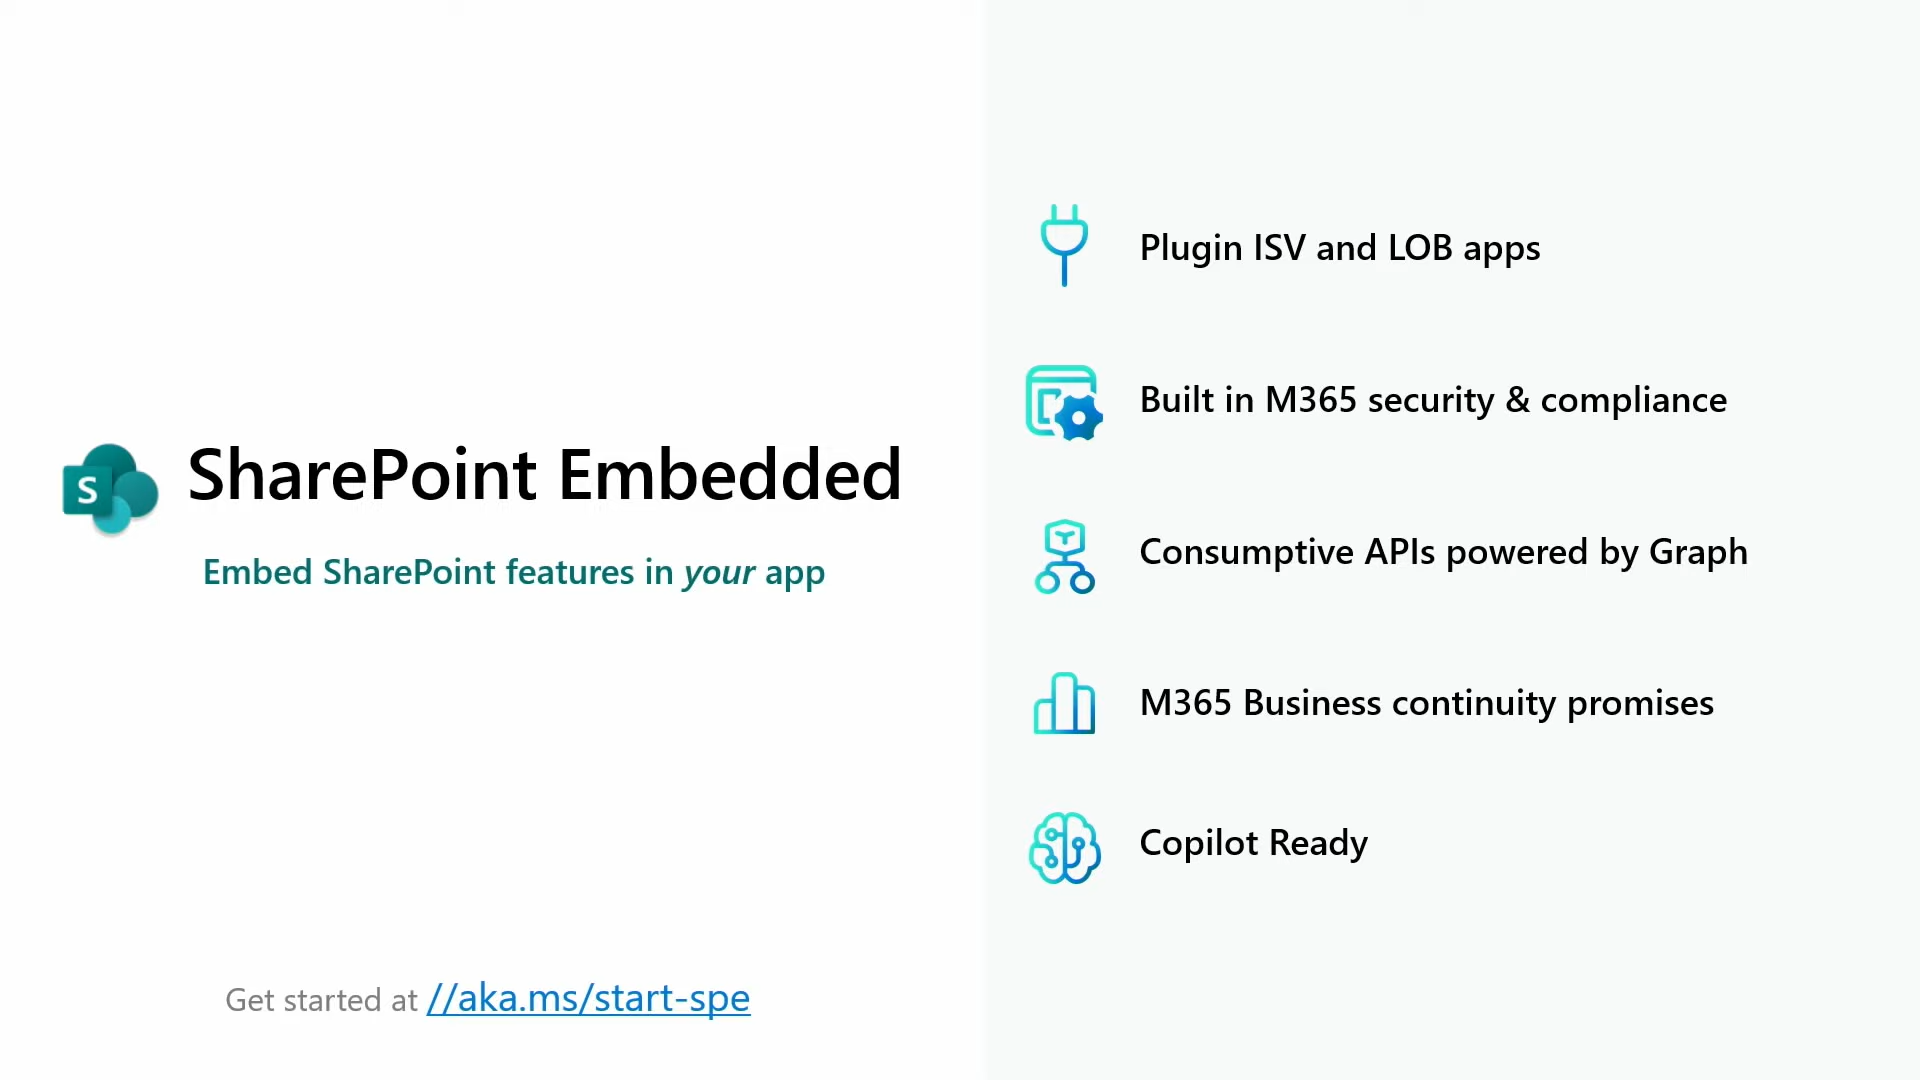 S
SharePoint Embedded
Embed SharePoint features in your app
Get started at //aka.ms/start-spe
Plugin ISV and LOB apps
Built in M365 security & compliance
Consumptive APIs powered by Graph
M365 Business continuity promises
Copilot Ready